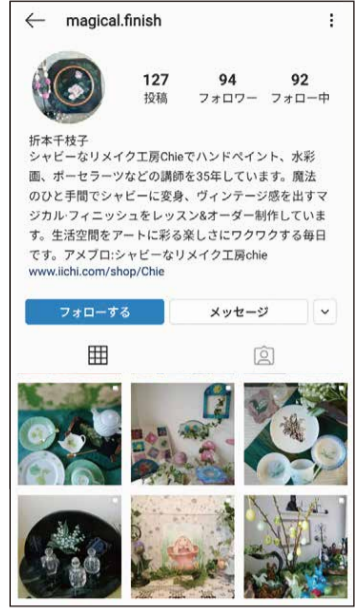 magical.finish
127 94 92
投稿 フォロワー フォロー中
折本千枝子
シャビーなリメイク工房Chieでハンドペイント、水彩
画、ポーセラーツなどの講師を35年しています。魔法
のひと手間でシャビーに変身、ヴィンテージ感を出すマ
ジカル·フィニッシュをレッスン&オーダー制作していま
す。生活空間をアートに彩る楽しさにワクワクする毎日
です。アメブロ:シャビーなリメイク工房chie
www.iichi.com/shop/Chie
フォローする メッセージ